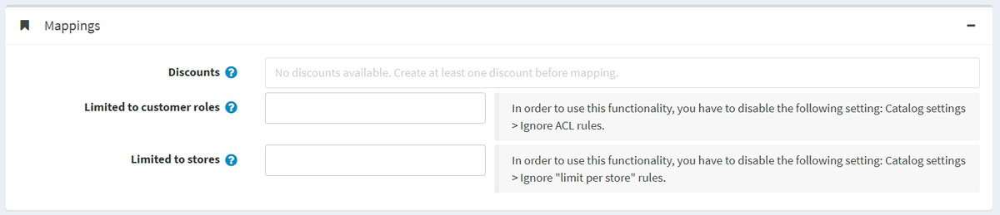 Mappings
Discounts
No discounts available. Create at least one discount before mapping.
Limited to customer roles
In order to use this functionality, you have to disable the following setting: Catalog settings
> Ignore ACL rules.
Limited to stores
In order to use this functionality, you have to disable the following setting: Catalog settings
> Ignore "limit per store" rules.